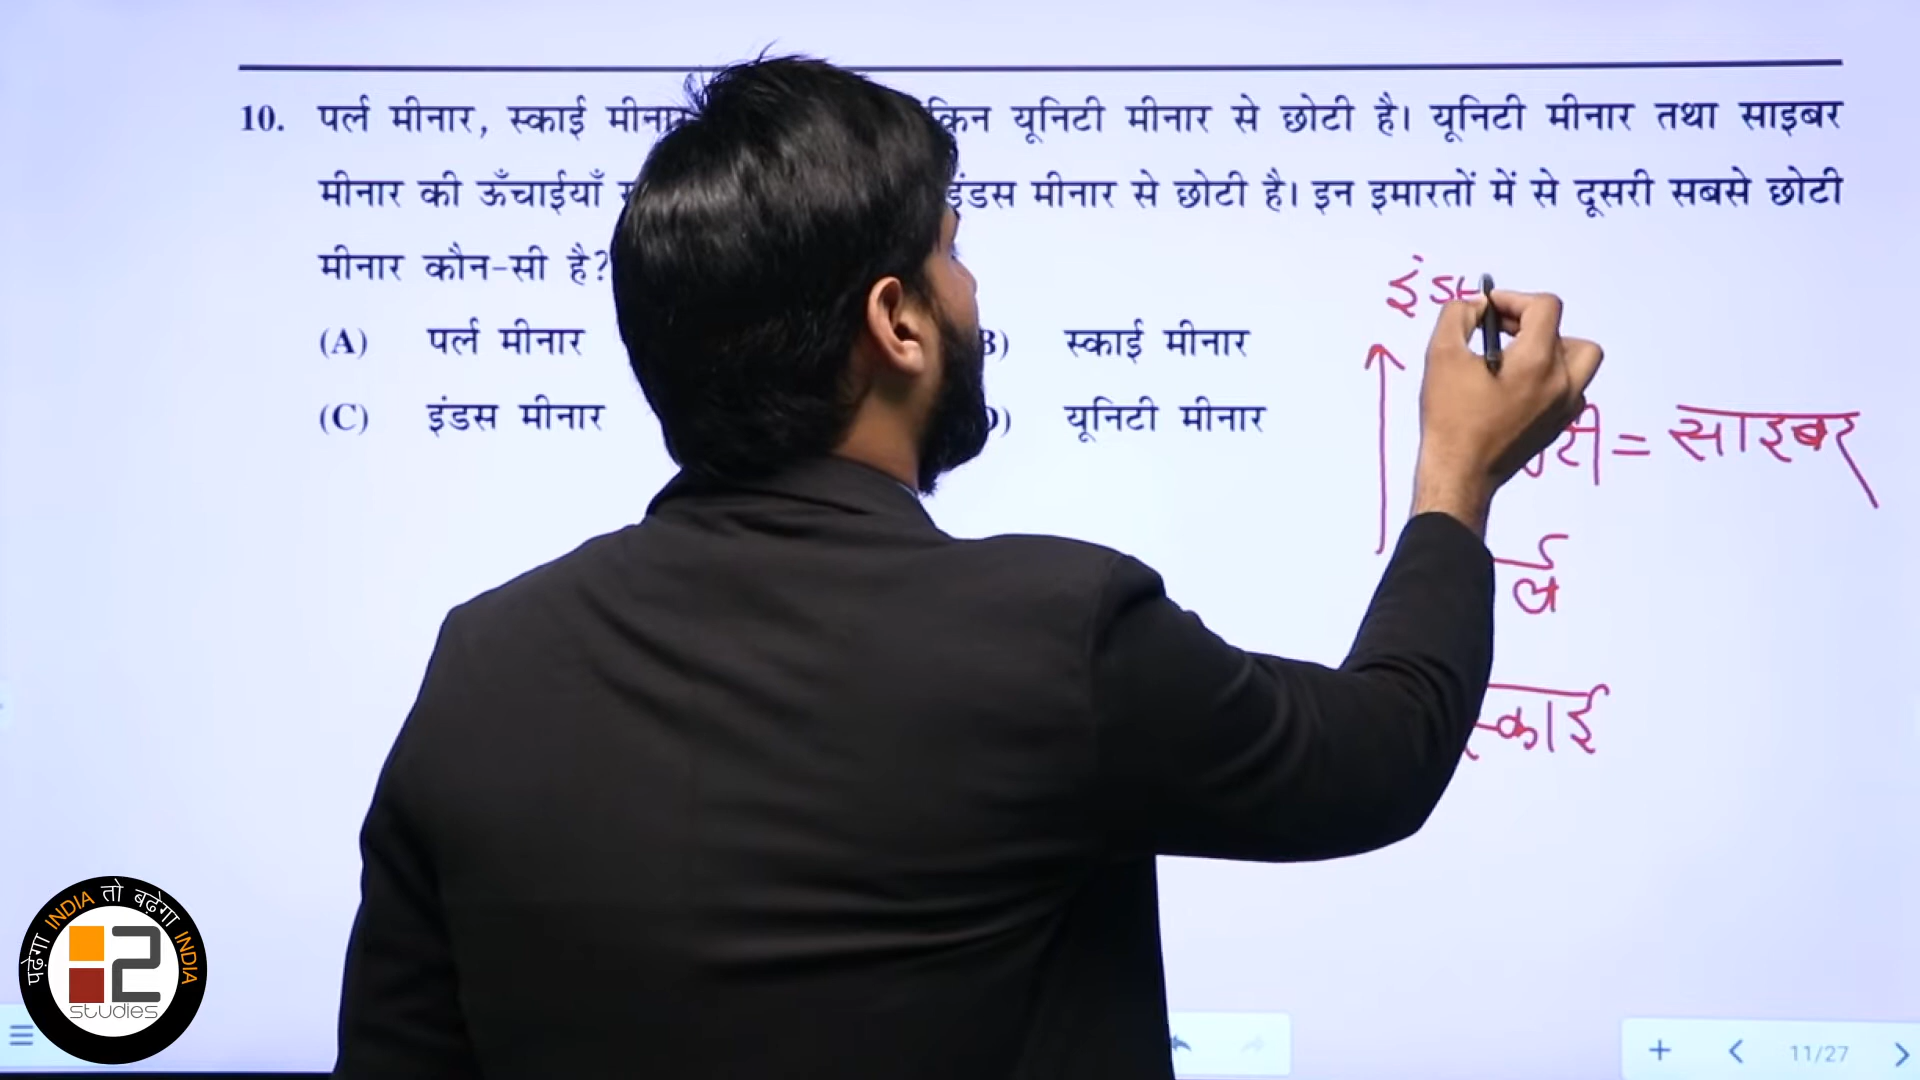 10. पर्ल मीनार, स्काई मीनार यूनिटी मीनार से छोटी है। यूनिटी मीनार तथा साइबर
मीनार की ऊँचाईयाँ इंडस मीनार से छोटी है। इन इमारतों में से दूसरी सबसे छोटी
मीनार कौन-सी है?
(A) पर्ल मीनार
स्काई मीनार
(C) इंडस मीनार
यूनिटी मीनार
= साइबर
स्काई
पढ़ेगा INDIA तो बढ़ेगा INDIA
i2
studies
11/27